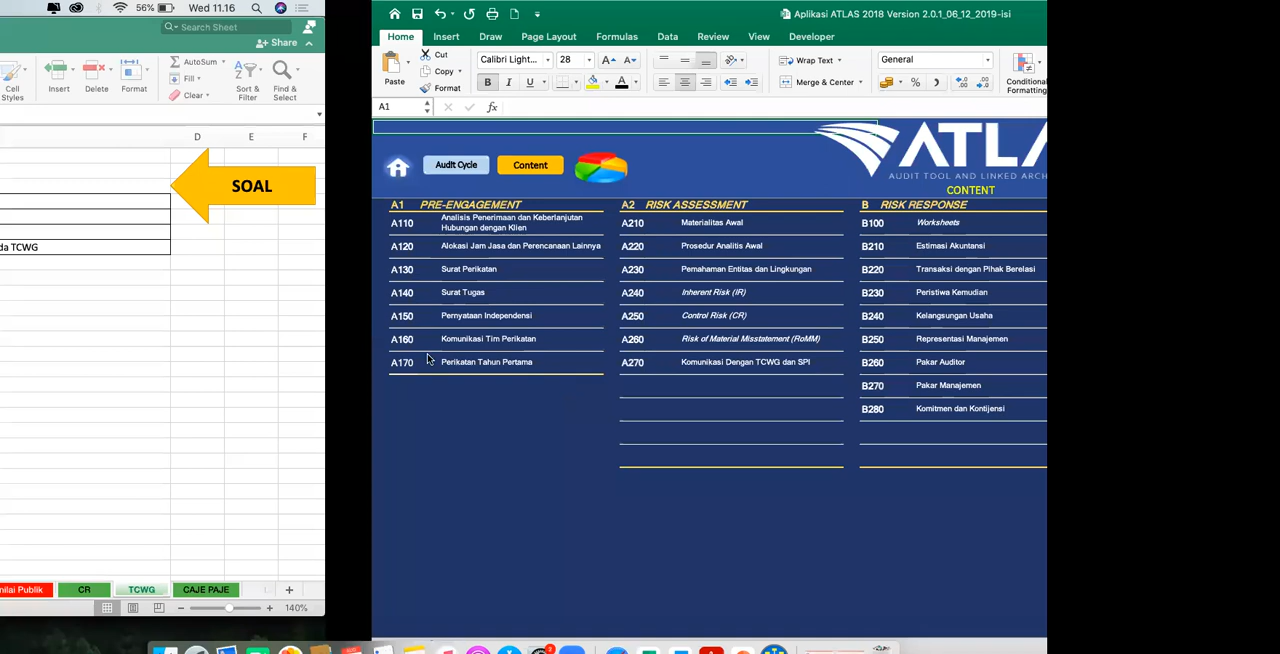 56%
Wed 11.16
Search Sheet
Share
AutoSum
Fill
Clear
Cell
Styles
Insert
Delete
Format
Sort &
Filter
Find &
Select
D
E
F
SOAL
da TCWG
nilai Publik
CR
TCWG
CAJE PAJE
+
140%
Aplikasi ATLAS 2018 Version 2.0.1_06_12_2019-isi
Home
Insert
Draw
Page Layout
Formulas
Data
Review
View
Developer
Paste
Cut
Copy
Format
Calibri Light...
28
B
I
U
Wrap Text
Merge & Center
General
Conditional
Formatting
A1
fx
Audit Cycle
Content
ATLA
AUDIT TOOL AND LINKED ARCH
CONTENT
A1 PRE-ENGAGEMENT
A110 Analisis Penerimaan dan Keberlanjutan
Hubungan dengan Klien
A120 Alokasi Jam Jasa dan Perencanaan Lainnya
A130 Surat Perikatan
A140 Surat Tugas
A150 Pernyataan Independensi
A160 Komunikasi Tim Perikatan
A170 Perikatan Tahun Pertama
A2 RISK ASSESSMENT
A210 Materialitas Awal
A220 Prosedur Analitis Awal
A230 Pemahaman Entitas dan Lingkungan
A240 Inherent Risk (IR)
A250 Control Risk (CR)
A260 Risk of Material Misstatement (RoMM)
A270 Komunikasi Dengan TCWG dan SPI
B RISK RESPONSE
B100 Worksheets
B210 Estimasi Akuntansi
B220 Transaksi dengan Pihak Berelasi
B230 Peristiwa Kemudian
B240 Kelangsungan Usaha
B250 Representasi Manajemen
B260 Pakar Auditor
B270 Pakar Manajemen
B280 Komitmen dan Kontijensi